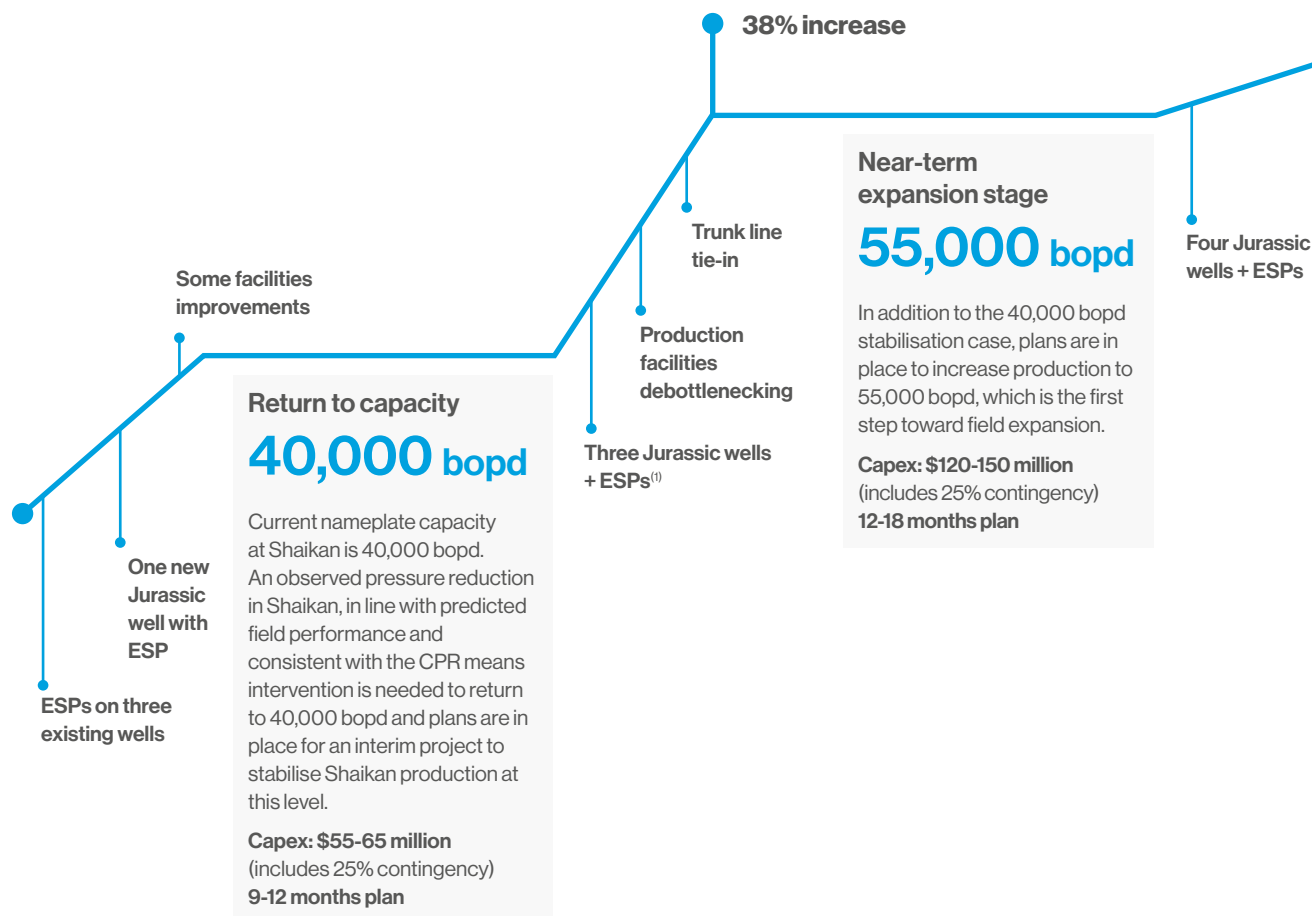 38% increase
Some facilities
improvements
ESPs on three
existing wells
One new
Jurassic
well with
ESP
Return to capacity
40,000 bopd
Current nameplate capacity
at Shaikan is 40,000 bopd.
An observed pressure reduction
in Shaikan, in line with predicted
field performance and
consistent with the CPR means
intervention is needed to return
to 40,000 bopd and plans are in
place for an interim project to
stabilise Shaikan production at
this level.
Capex: $55-65 million
(includes 25% contingency)
9-12 months plan
Three Jurassic wells
+ ESPs(1)
Production
facilities
debottlenecking
Trunk line
tie-in
Near-term
expansion stage
55,000 bopd
In addition to the 40,000 bopd
stabilisation case, plans are in
place to increase production to
55,000 bopd, which is the first
step toward field expansion.
Capex: $120-150 million
(includes 25% contingency)
12-18 months plan
Four Jurassic
wells + ESPs